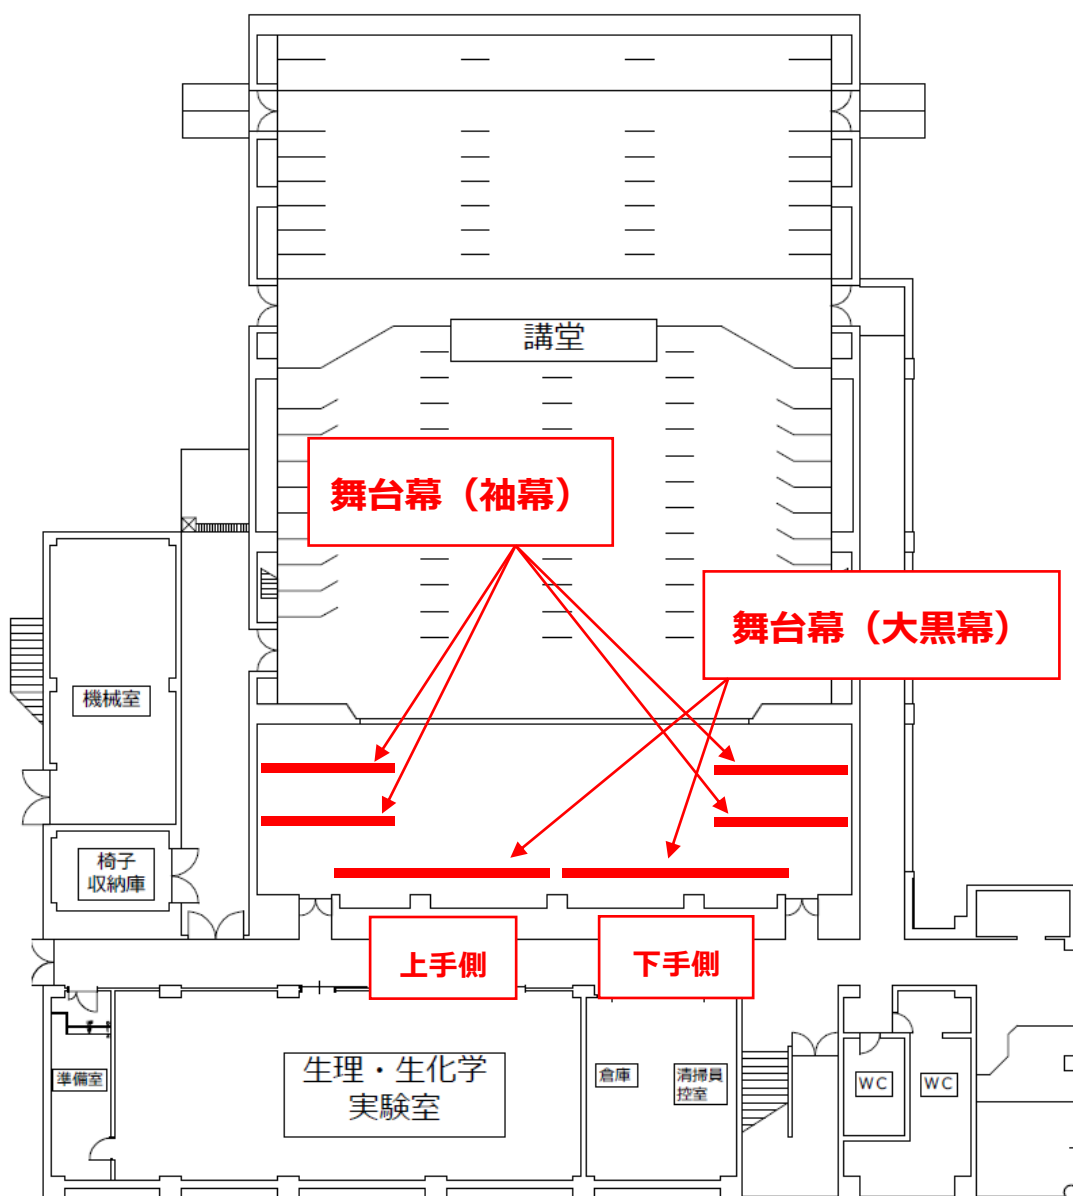 講堂
舞台幕（袖幕）
舞台幕（大黒幕）
機械室
椅子
収納庫
上手側
下手側
準備室
生理・生化学
実験室
倉庫
清掃員
控室
WC
WC